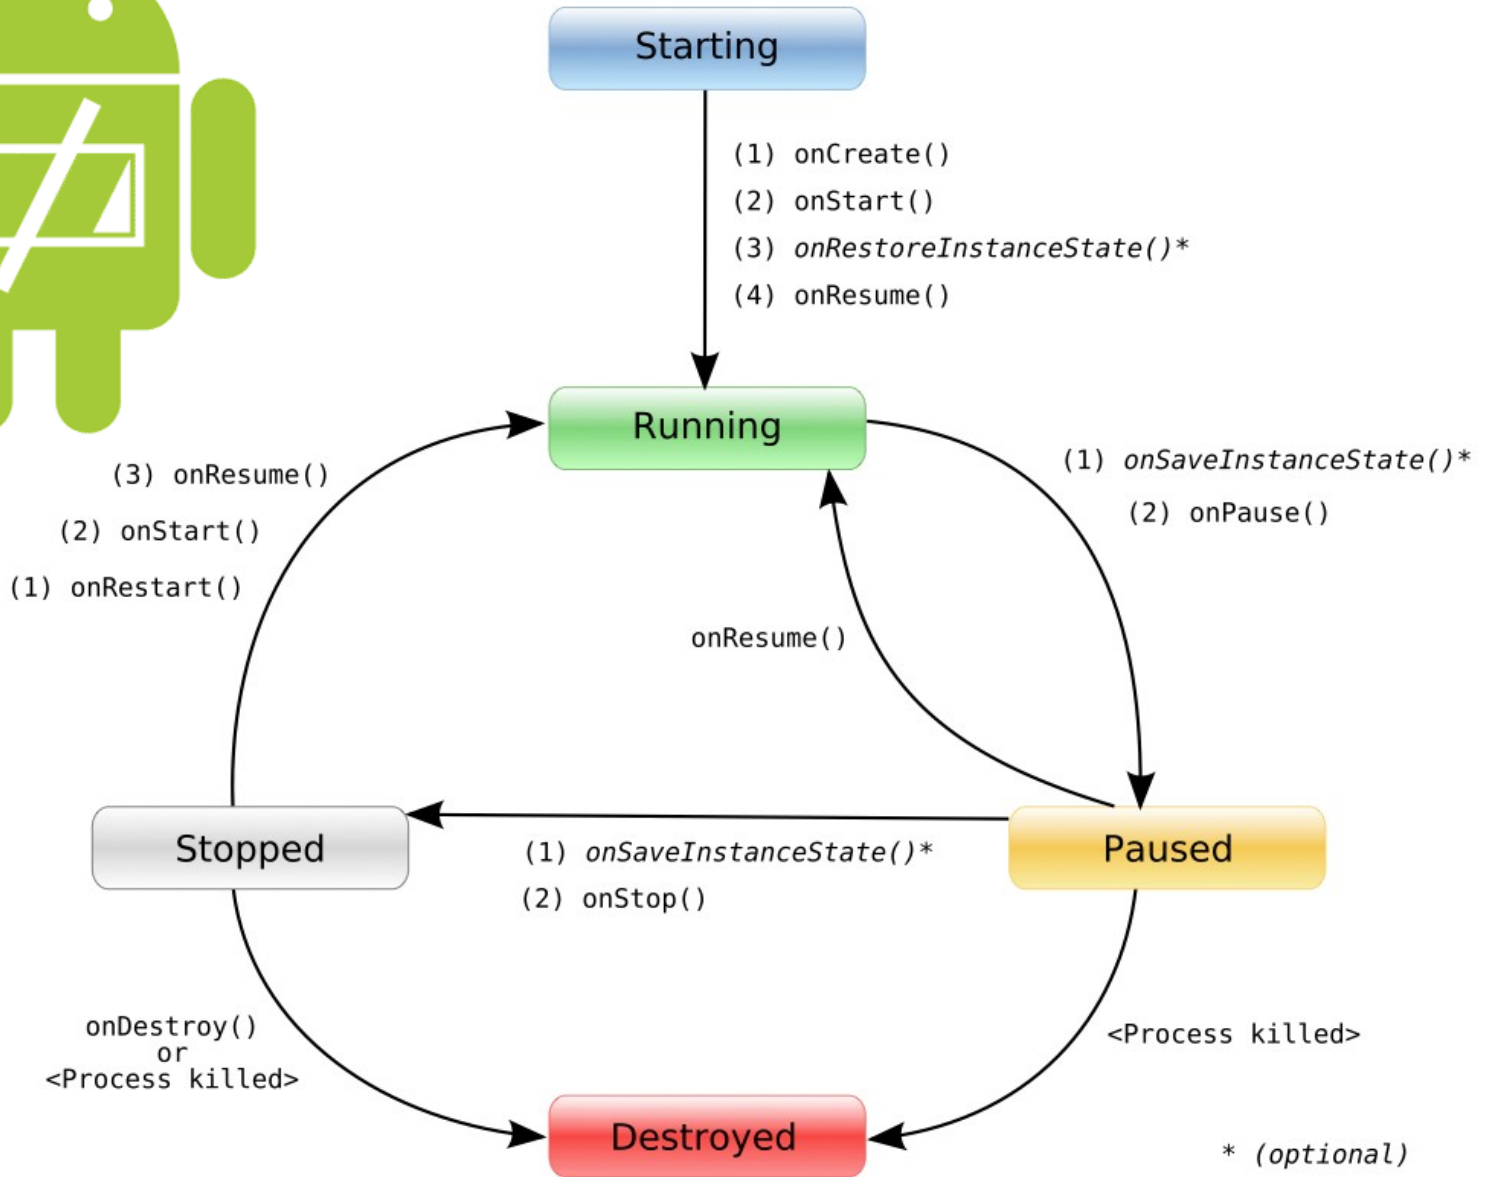 Starting
(1) onCreate()
(2) onStart()
(3) onRestoreInstanceState()*
(4) onResume()
Running
(3) onResume()
(2) onStart()
(1) onRestart()
(1) onSaveInstanceState()*
(2) onPause()
onResume()
Stopped
(1) onSaveInstanceState()*
(2) onStop()
Paused
onDestroy()
or
<Process killed>
<Process killed>
Destroyed
* (optional)